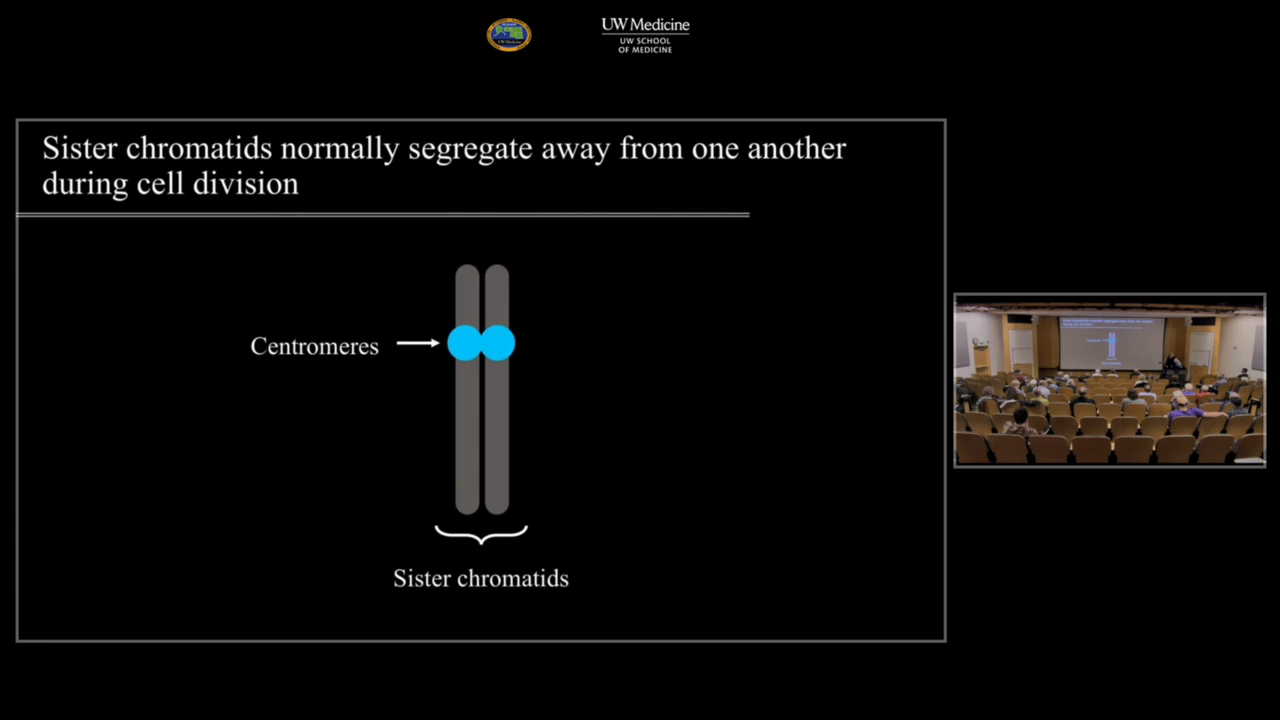 UW Medicine
UW SCHOOL
OF MEDICINE
Sister chromatids normally segregate away from one another
during cell division
Centromeres
Sister chromatids